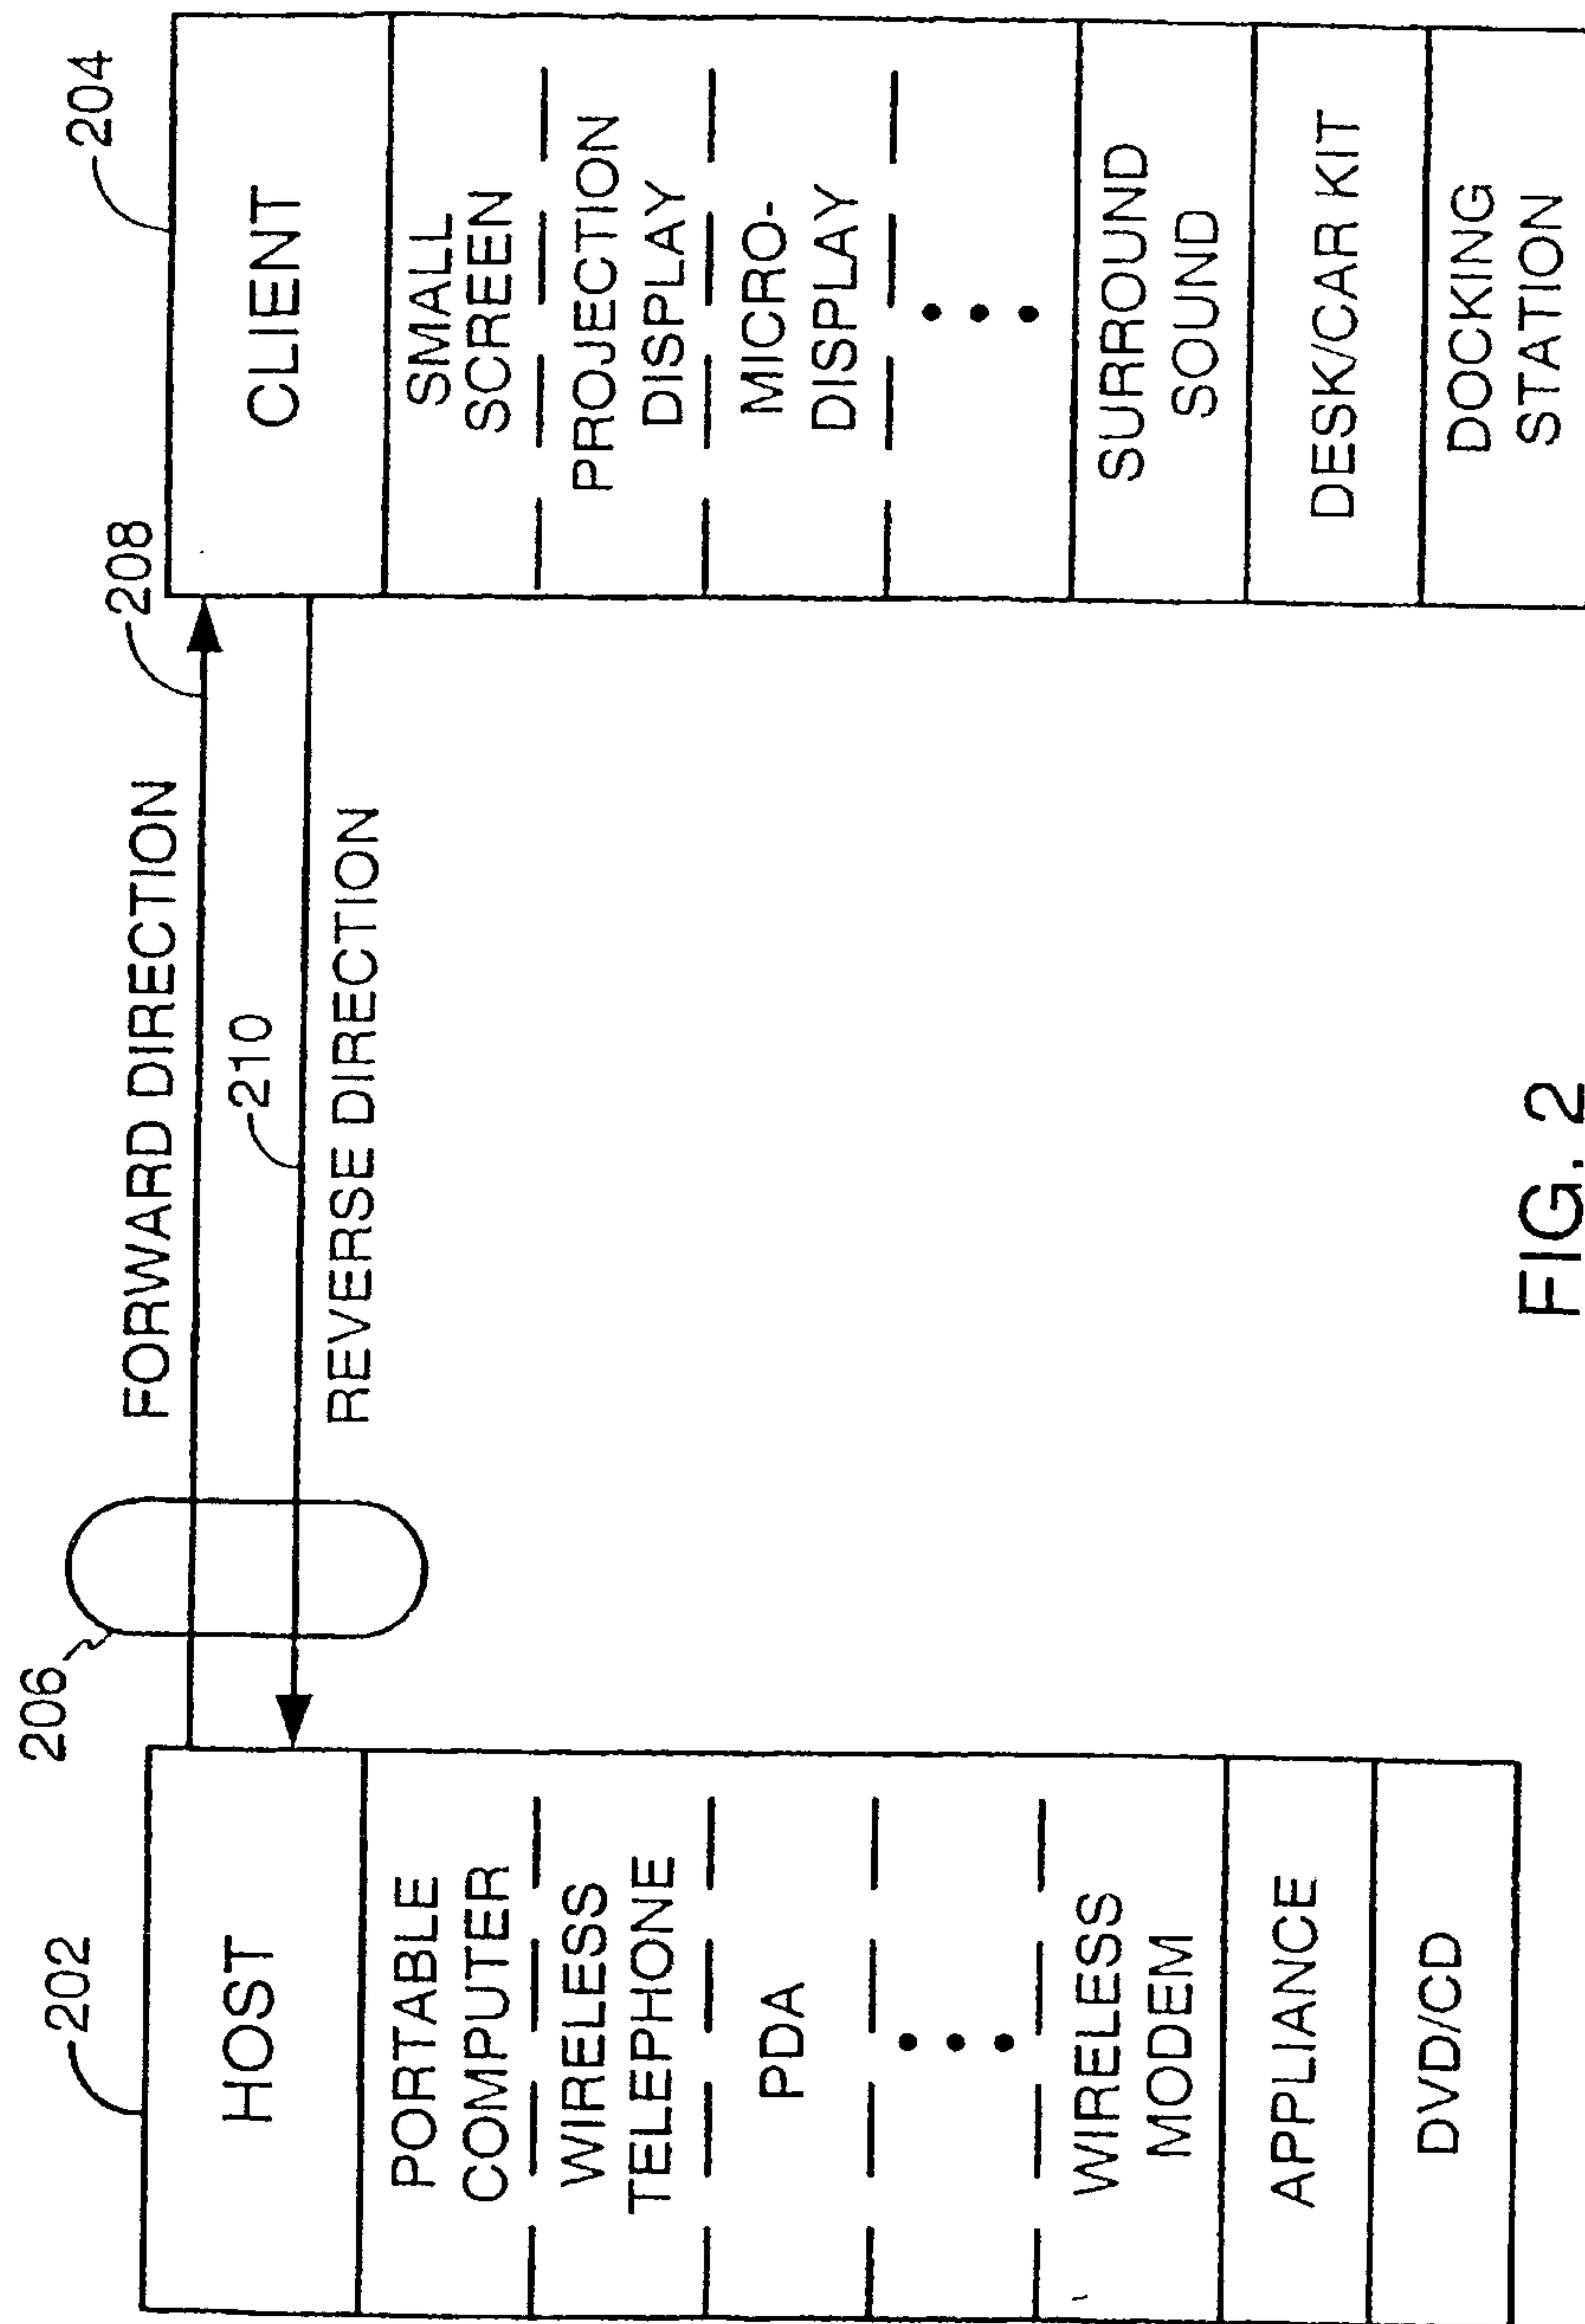 202
HOST
PORTABLE
COMPUTER
WIRELESS
TELEPHONE
PDA
WIRELESS
MODEM
APPLIANCE
DVD/CD
206
FORWARD DIRECTION
208
210
REVERSE DIRECTION
204
CLIENT
SMALL
SCREEN
PROJECTION
DISPLAY
MICRO-
DISPLAY
SURROUND
SOUND
DESK/CAR KIT
DOCKING
STATION
FIG. 2